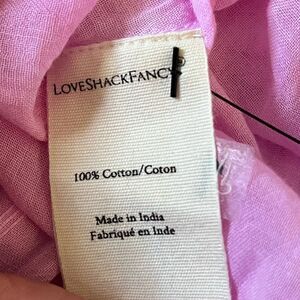 LoveShackFancy
100% Cotton/Coton
Made in India
Fabriqué en Inde